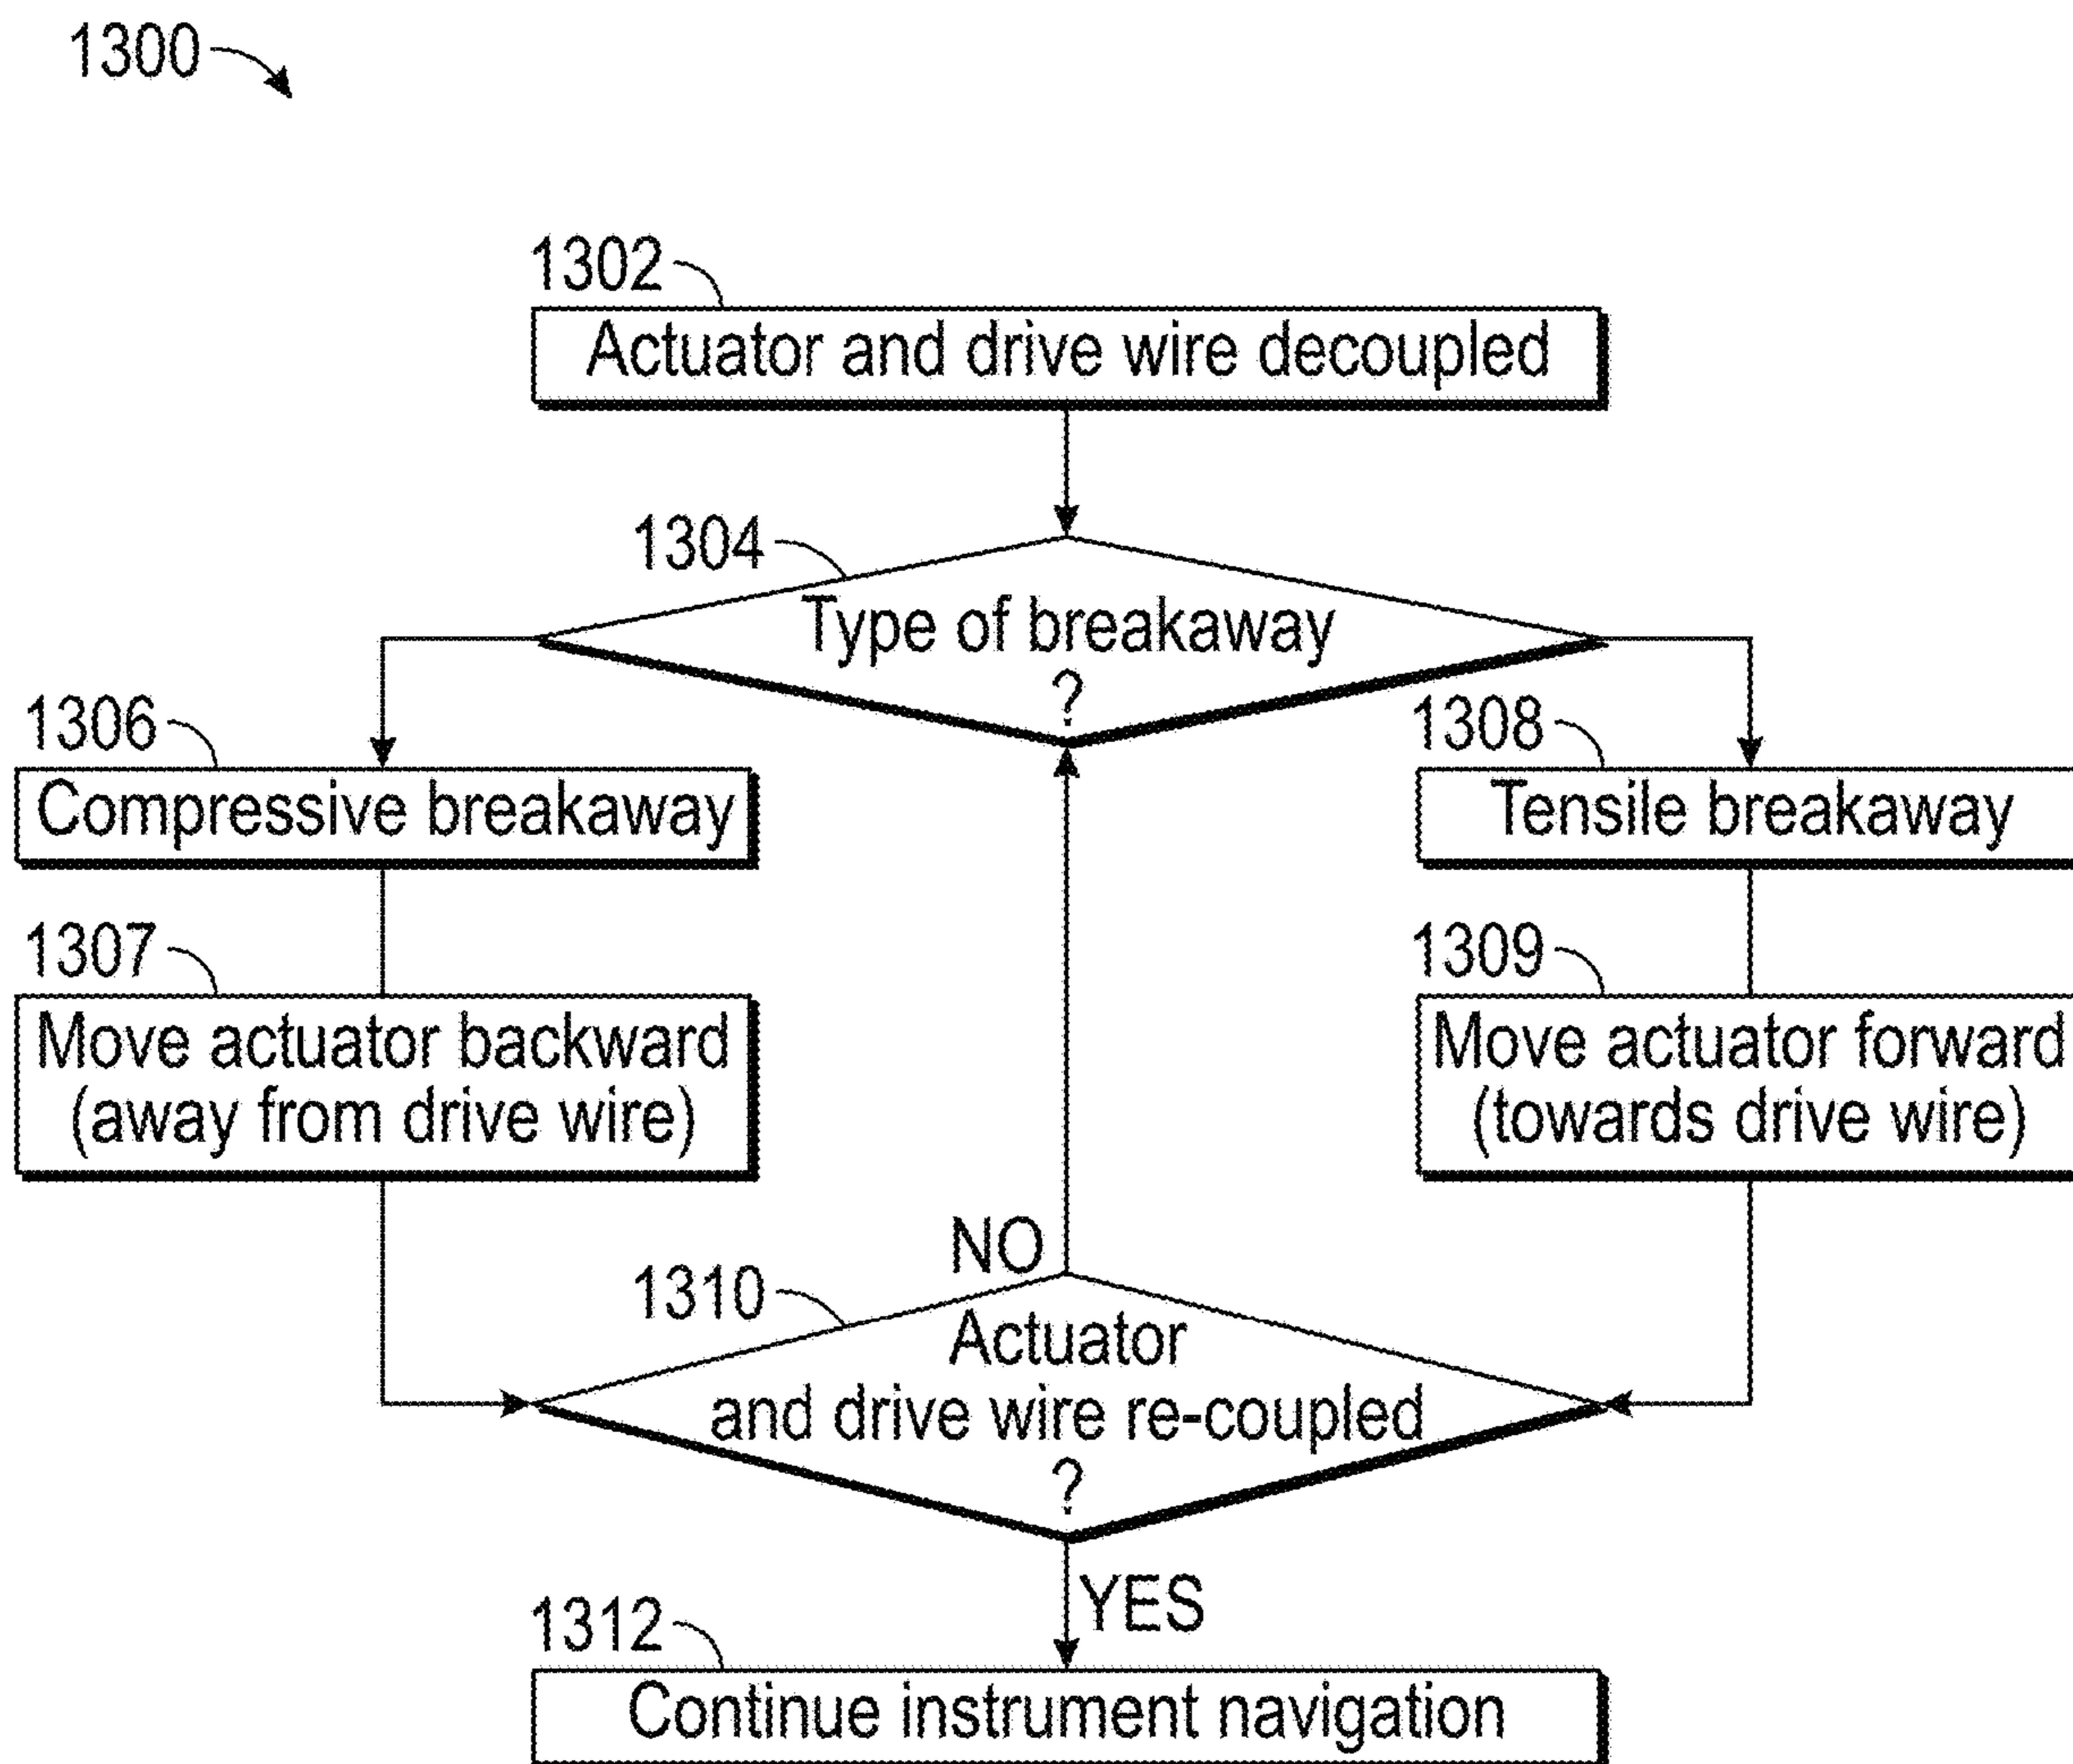 1300
1302
Actuator and drive wire decoupled
1304
Type of breakaway
?
1306
Compressive breakaway
1308
Tensile breakaway
1307
Move actuator backward
(away from drive wire)
1309
Move actuator forward
(towards drive wire)
NO
1310
Actuator
and drive wire re-coupled
?
YES
1312
Continue instrument navigation